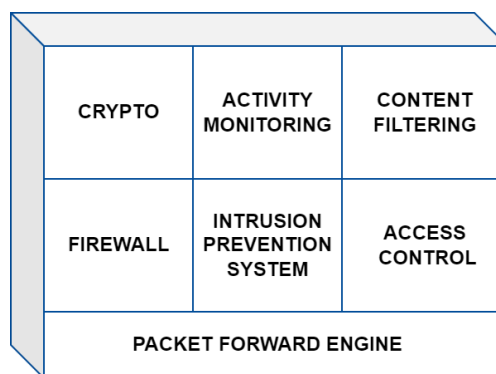 CRYPTO
ACTIVITY
MONITORING
CONTENT
FILTERING
FIREWALL
INTRUSION
PREVENTION
SYSTEM
ACCESS
CONTROL
PACKET FORWARD ENGINE